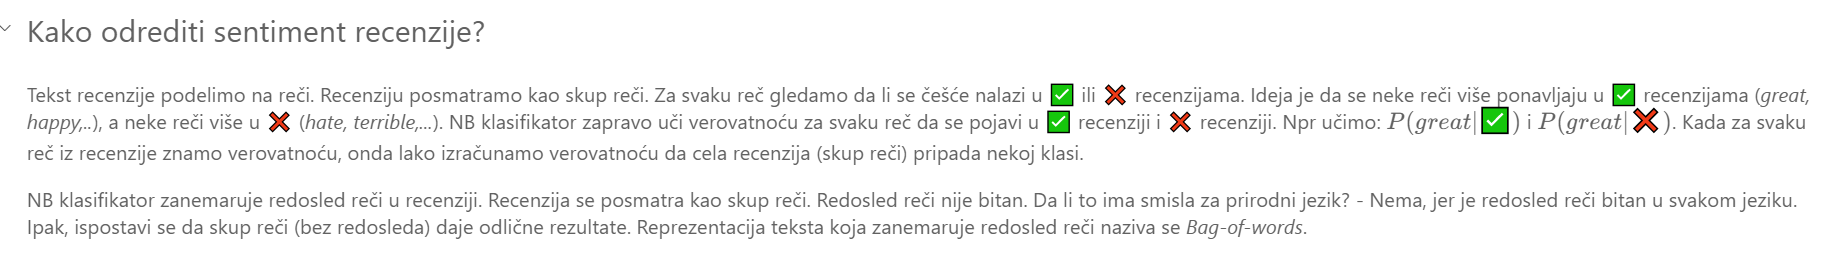 Kako odrediti sentiment recenzije?
Tekst recenzije podelimo na reči. Recenziju posmatramo kao skup reči. Za svaku reč gledamo da li se češće nalazi u ✅ ili ❌ recenzijama. Ideja je da se neke reči više ponavljaju u ✅ recenzijama (great,
happy,..), a neke reči više u ❌ (hate, terrible,...). NB klasifikator zapravo uči verovatnoću za svaku reč da se pojavi u ✅ recenziji i ❌ recenziji. Npr učimo: P(great|✅) i P(great|❌). Kada za svaku
reč iz recenzije znamo verovatnoću, onda lako izračunamo verovatnoću da cela recenzija (skup reči) pripada nekoj klasi.
NB klasifikator zanemaruje redosled reči u recenziji. Recenzija se posmatra kao skup reči. Redosled reči nije bitan. Da li to ima smisla za prirodni jezik? - Nema, jer je redosled reči bitan u svakom jeziku.
Ipak, ispostavi se da skup reči (bez redosleda) daje odlične rezultate. Reprezentacija teksta koja zanemaruje redosled reči naziva se Bag-of-words.